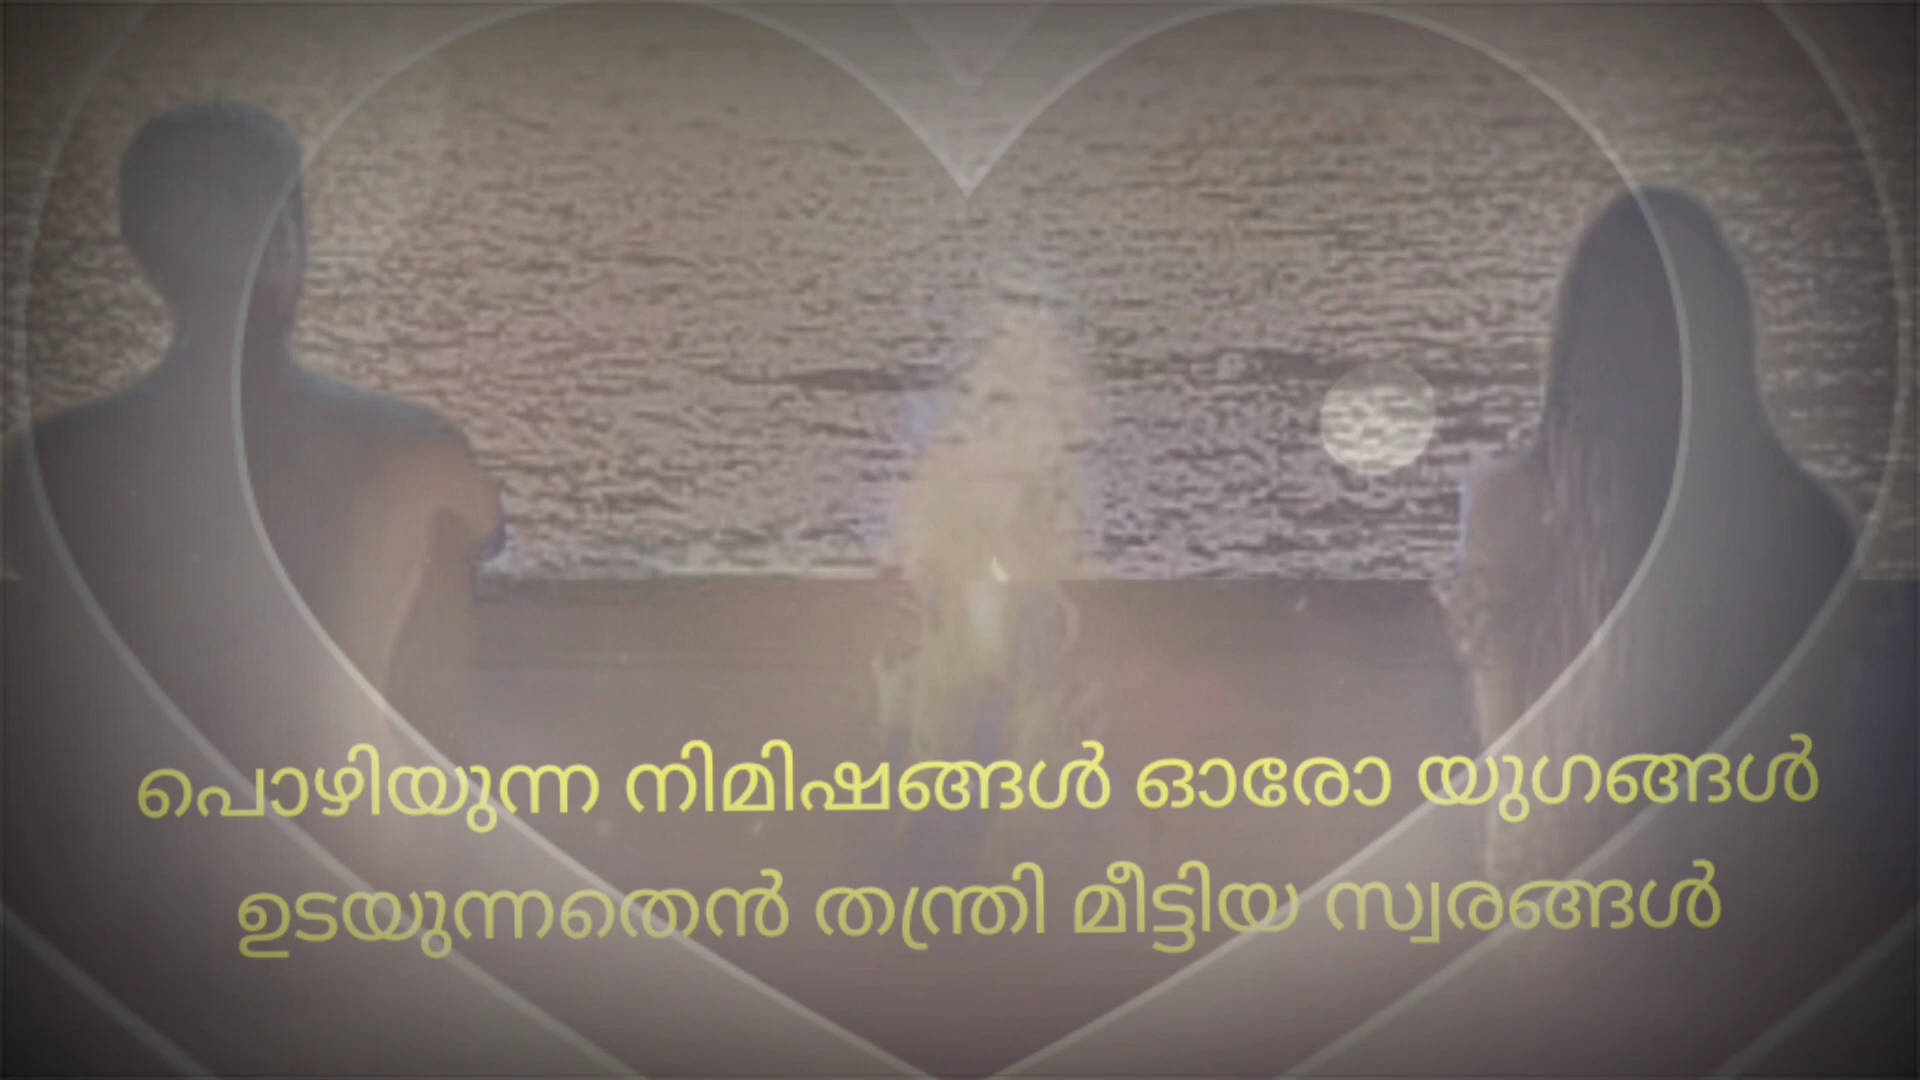 പൊഴിയുന്ന നിമിഷങ്ങൾ ഓരോ യുഗങ്ങൾ
ഉടയുന്നതെൻ തന്ത്രി മീട്ടിയ സ്വരങ്ങൾ